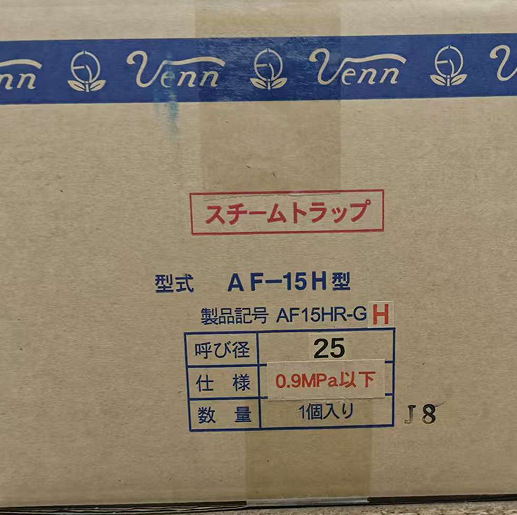 Venn Venn Venn
スチームトラップ
型式 AF-15H型
製品記号 AF15HR-GH
呼び径 25
仕様 0.9MPa以下
数量 1個入り
J8